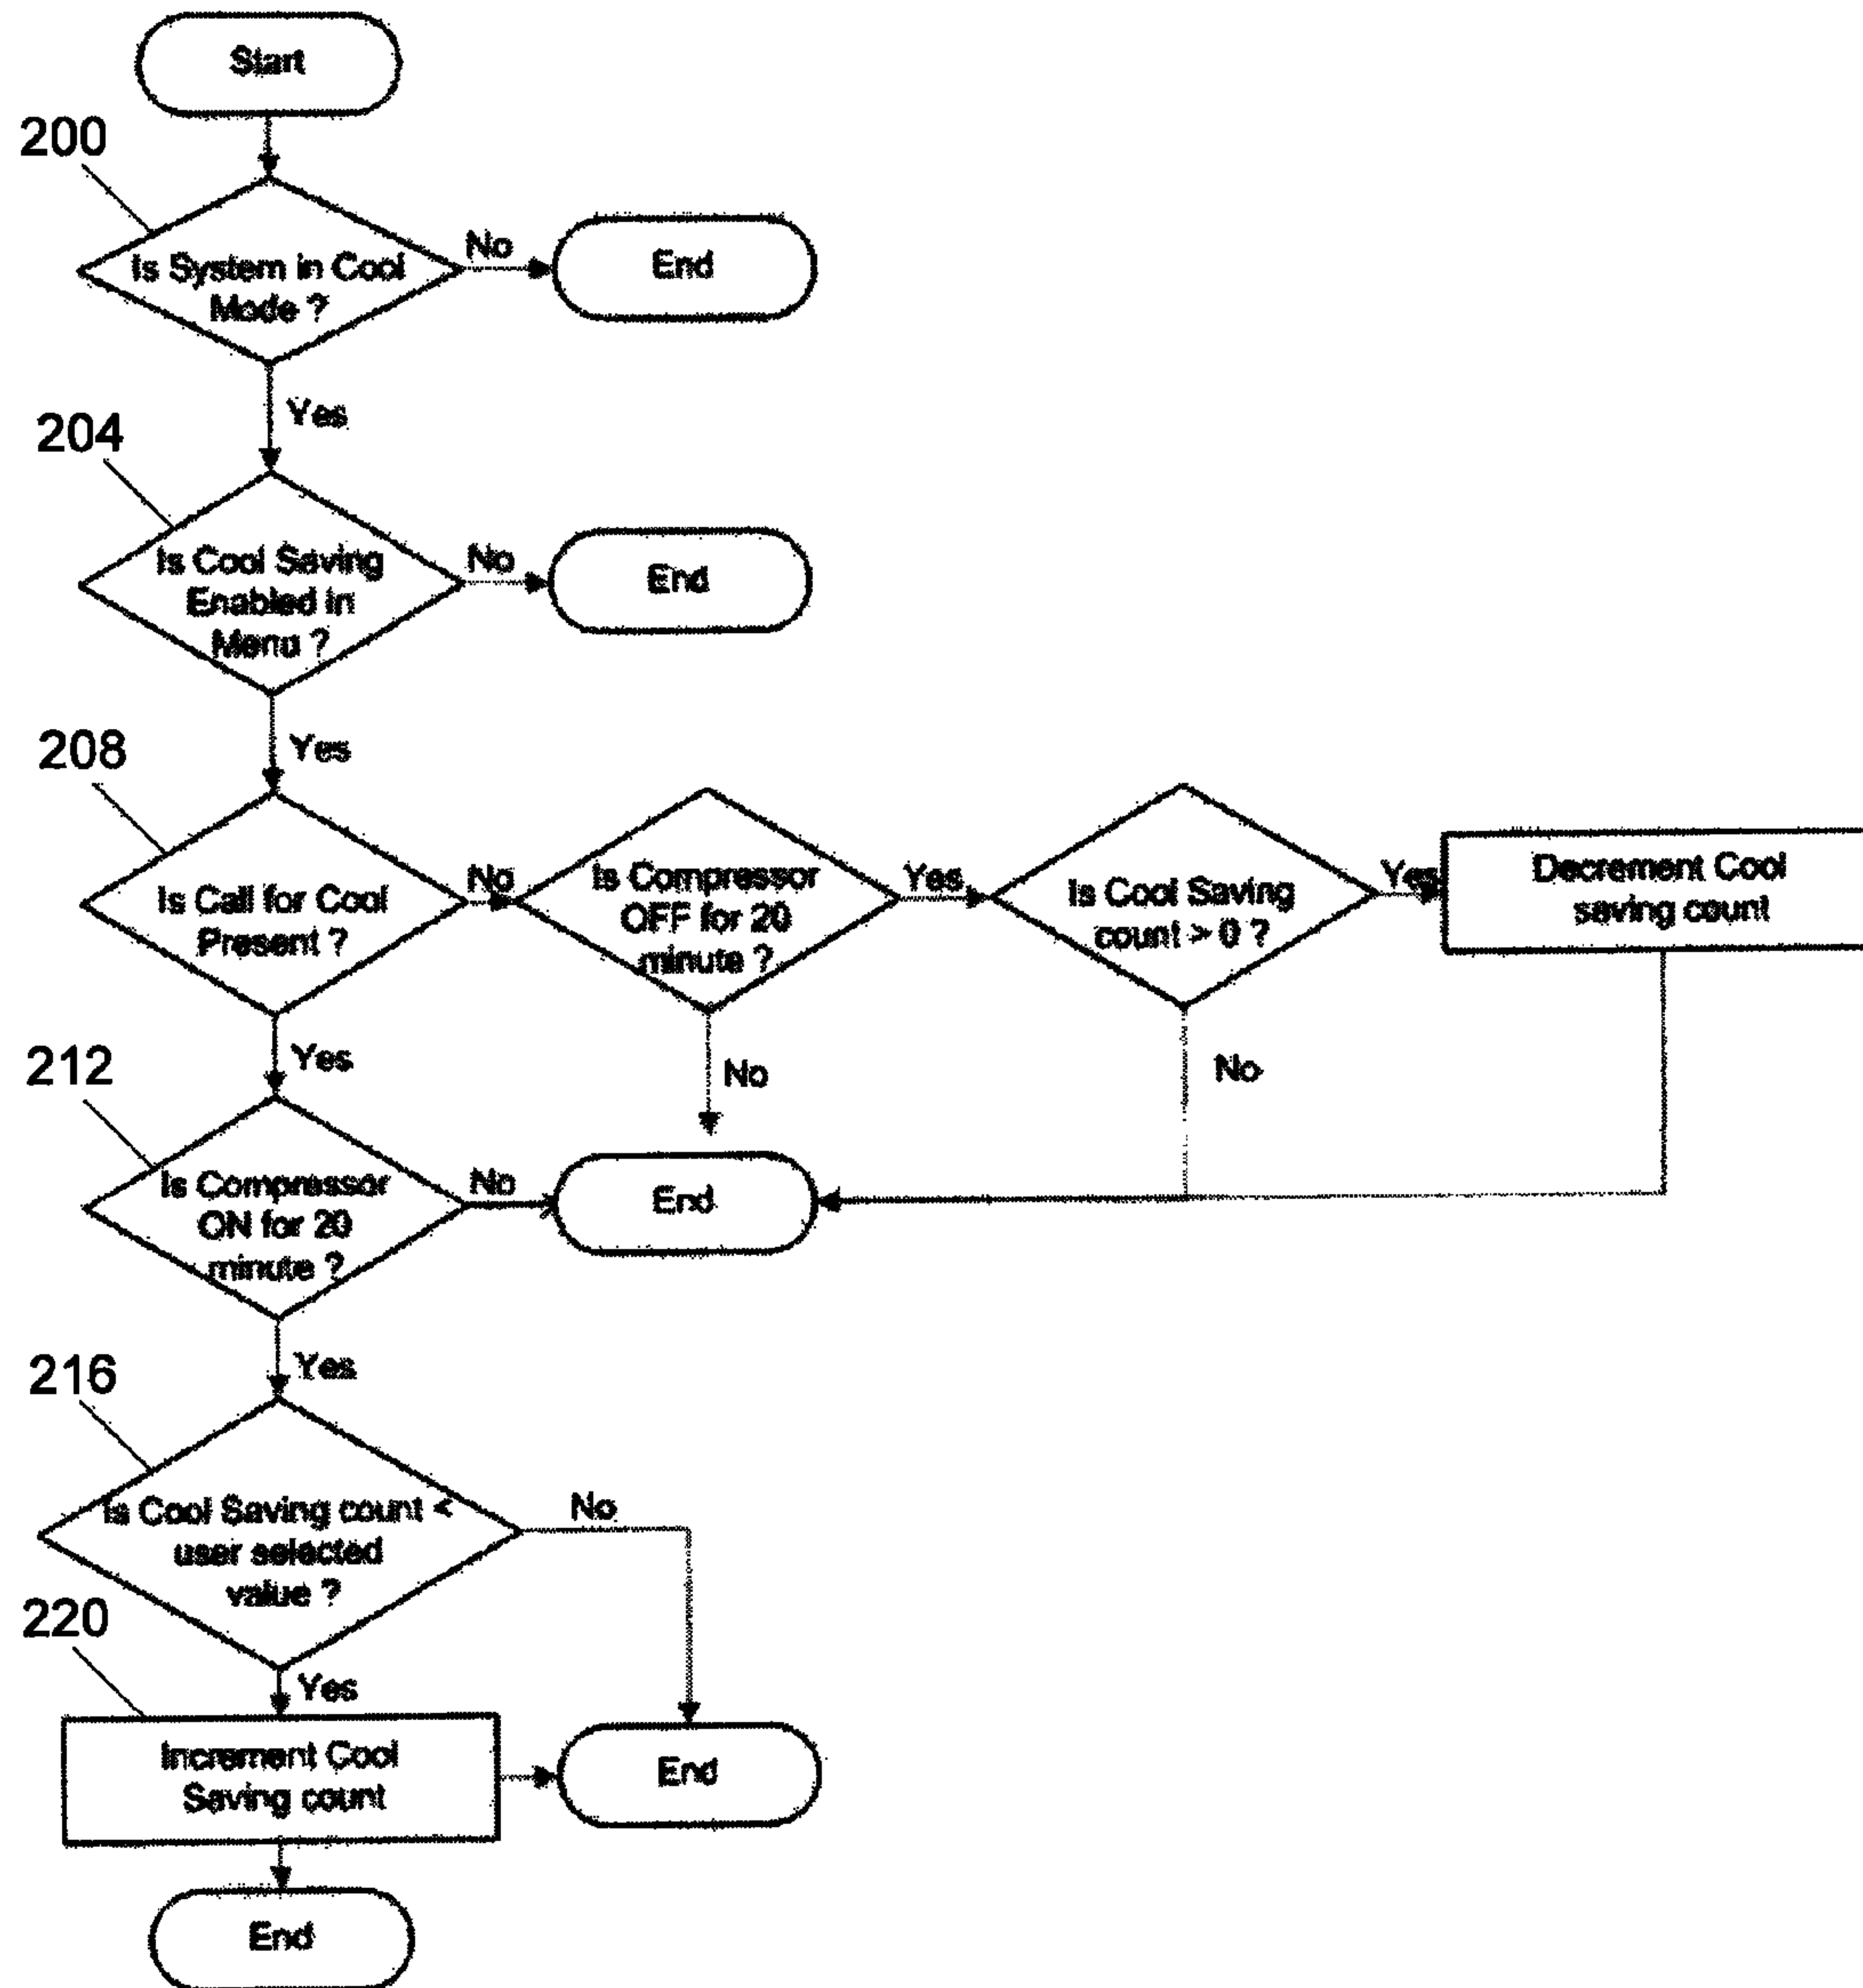 Start
200
Is System in Cool
Mode ?
No
End
Yes
204
Is Cool Saving
Enabled in
Menu ?
No
End
Yes
208
Is Call for Cool
Present ?
No
Is Compressor
OFF for 20
minute ?
Yes
Is Cool Saving
count > 0 ?
Yes
Decrement Cool
saving count
Yes
No
No
212
Is Compressor
ON for 20
minute ?
No
End
Yes
216
Is Cool Saving count <
user selected
value ?
No
220
Yes
Increment Cool
Saving count
End
End